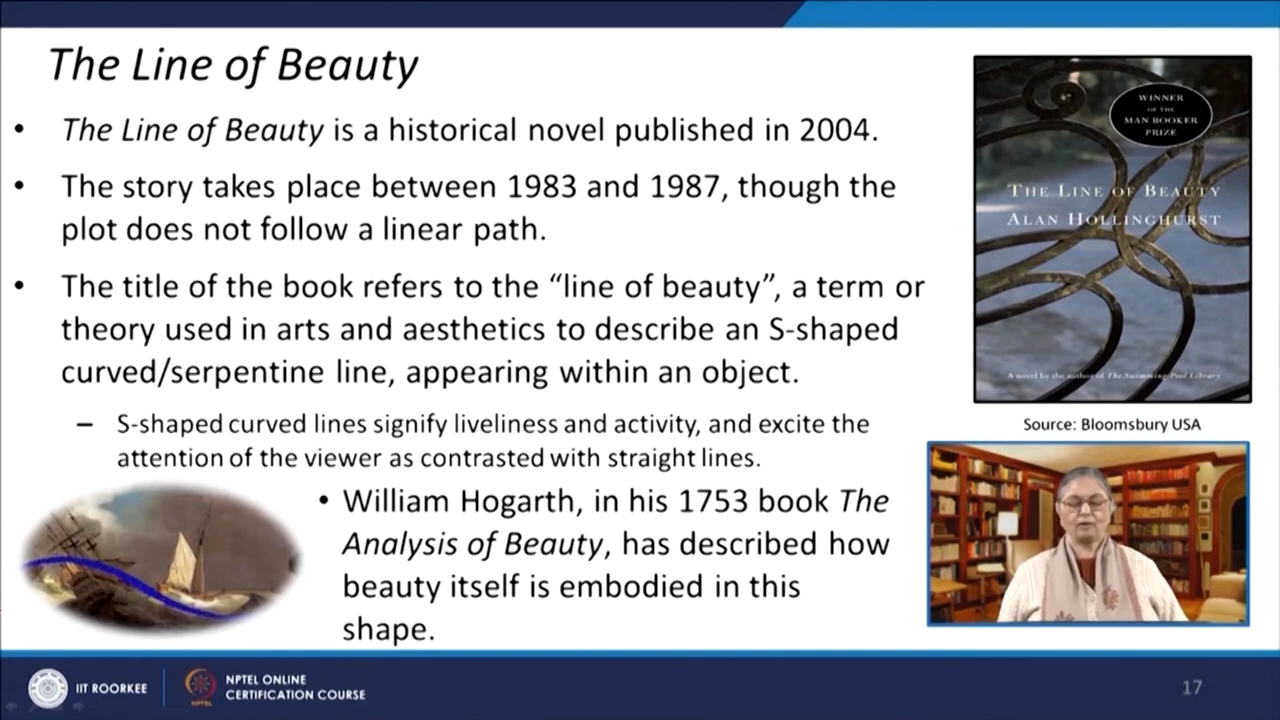 The Line of Beauty
• The Line of Beauty is a historical novel published in 2004.
• The story takes place between 1983 and 1987, though the
plot does not follow a linear path.
• The title of the book refers to the “line of beauty”, a term or
theory used in arts and aesthetics to describe an S-shaped
curved/serpentine line, appearing within an object.
– S-shaped curved lines signify liveliness and activity, and excite the
attention of the viewer as contrasted with straight lines.
• William Hogarth, in his 1753 book The
Analysis of Beauty, has described how
beauty itself is embodied in this
shape.
WINNER
OF THE
MAN BOOKER
PRIZE
THE LINE OF BEAUTY
ALAN HOLLINGHURST
A novel by the author of The Swimming-Pool Library
Source: Bloomsbury USA
IIT ROORKEE
NPTEL
NPTEL ONLINE
CERTIFICATION COURSE
17